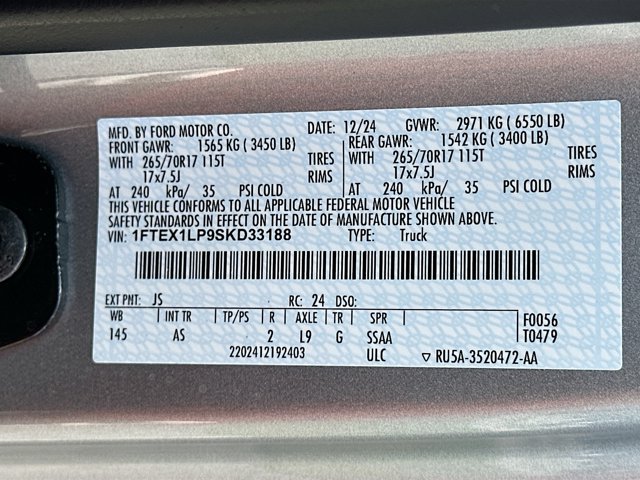 MFD. BY FORD MOTOR CO. DATE: 12/24 GVWR: 2971 KG ( 6550 LB)
FRONT GAWR: 1565 KG ( 3450 LB) REAR GAWR: 1542 KG ( 3400 LB)
WITH 265/70R17 115T TIRES WITH 265/70R17 115T TIRES
17x7.5J RIMS 17x7.5J RIMS
AT 240 kPa/ 35 PSI COLD AT 240 kPa/ 35 PSI COLD
THIS VEHICLE CONFORMS TO ALL APPLICABLE FEDERAL MOTOR VEHICLE
SAFETY STANDARDS IN EFFECT ON THE DATE OF MANUFACTURE SHOWN ABOVE.
VIN: 1FTEX1LP9SKD33188 TYPE: Truck
EXT PNT: JS RC: 24 DSO:
WB INT TR TP/PS R AXLE TR SPR F0056
145 AS 2 L9 G SSAA T0479
2202412192403 ULC ▽ RU5A-3520472-AA